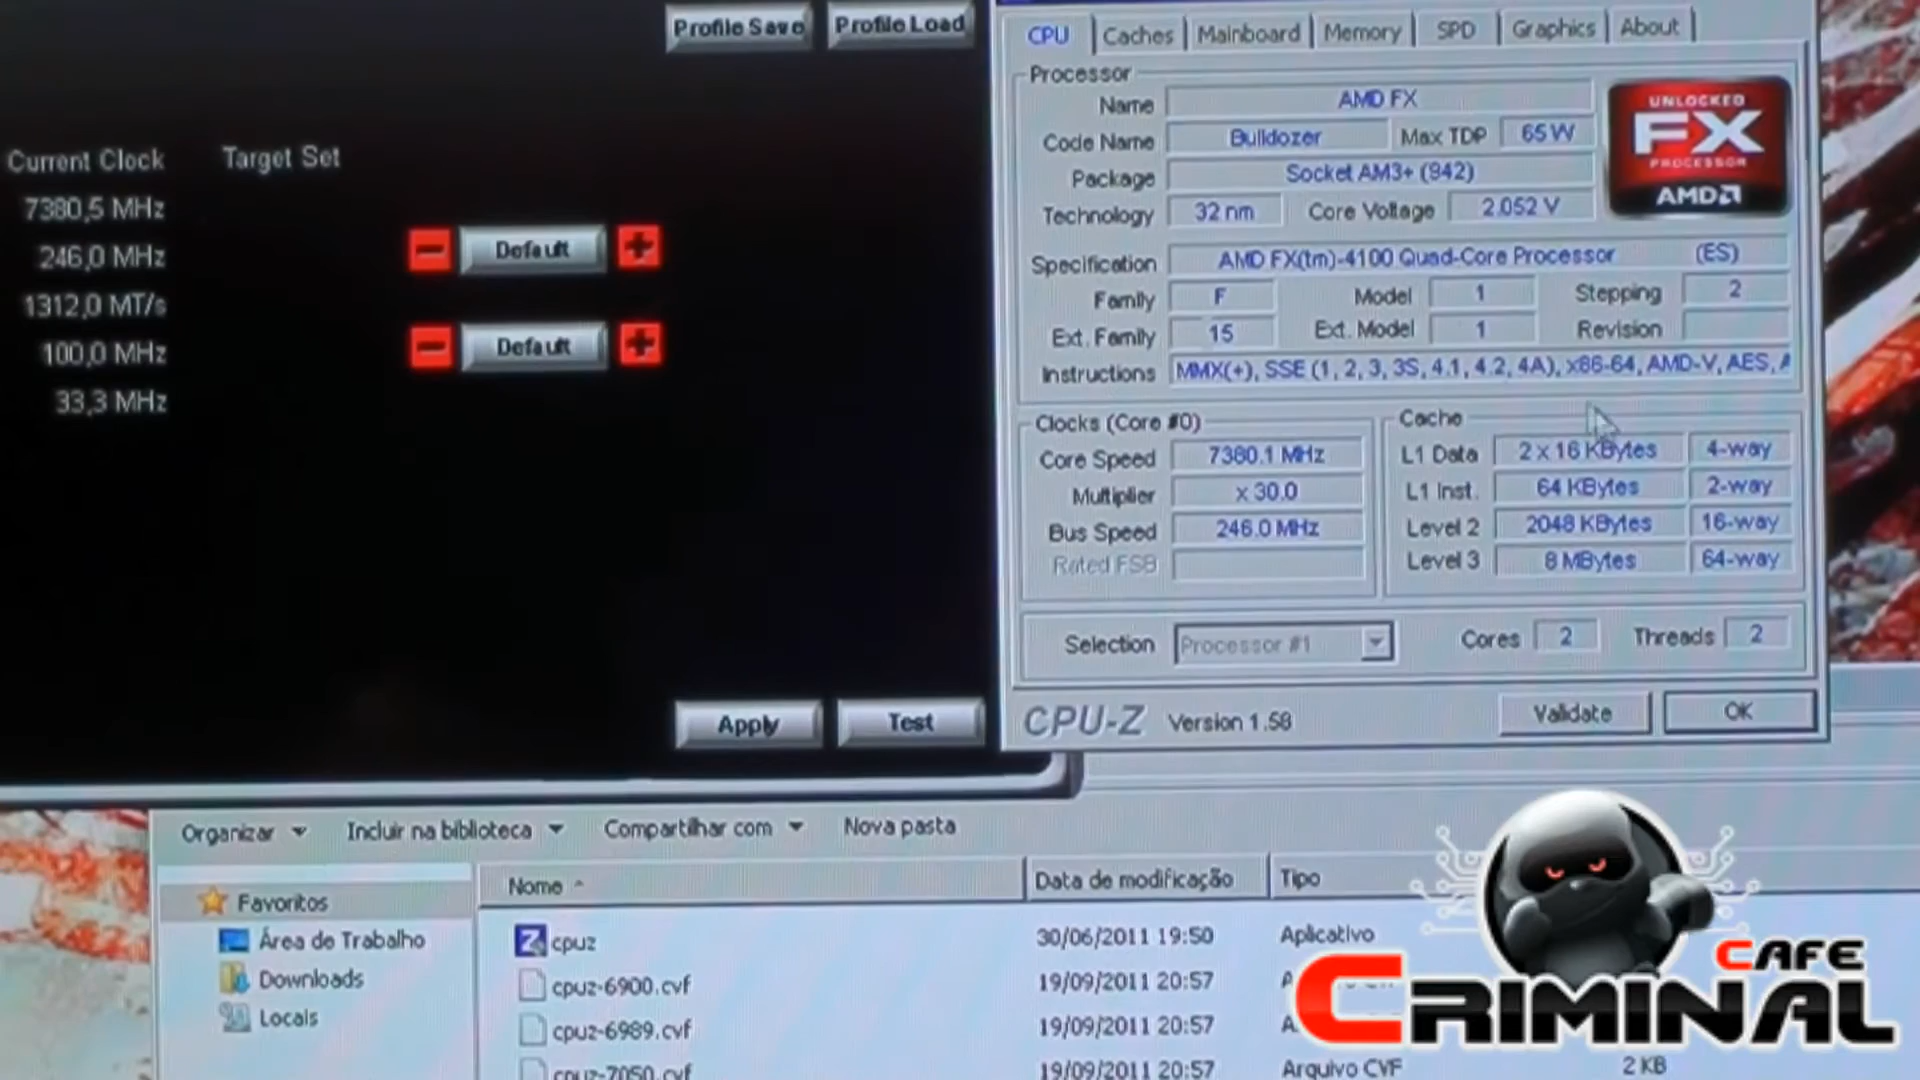 Profile Save Profile Load
Current Clock Target Set
7380,5 MHz
246,0 MHz
Default
1312,0 MT/s
100,0 MHz
Default
33,3 MHz
Apply Test
CPU Caches Mainboard Memory SPD Graphics About
Processor
Name AMD FX
Code Name Bulldozer Max TDP 65 W
Package Socket AM3+ (942)
Technology 32 nm Core Voltage 2.052 V
UNLOCKED
FX
PROCESSOR
AMD
Specification AMD FX(tm)-4100 Quad-Core Processor (ES)
Family F Model 1 Stepping 2
Ext. Family 15 Ext. Model 1 Revision
Instructions MMX(+), SSE (1, 2, 3, 3S, 4.1, 4.2, 4A), x86-64, AMD-V, AES, A
Clocks (Core #0)
Core Speed 7380.1 MHz
Multiplier x 30.0
Bus Speed 246.0 MHz
Rated FSB
Cache
L1 Data 2 x 16 KBytes 4-way
L1 Inst. 64 KBytes 2-way
Level 2 2048 KBytes 16-way
Level 3 8 MBytes 64-way
Selection Processor #1 Cores 2 Threads 2
CPU-Z Version 1.58 Validate OK
Organizar Incluir na biblioteca Compartilhar com Nova pasta
Favoritos
Área de Trabalho
Downloads
Locais
Nome Data de modificação Tipo
cpuz 30/06/2011 19:50 Aplicativo
cpuz-6900.cvf 19/09/2011 20:57
cpuz-6989.cvf 19/09/2011 20:57
cpuz-7050.cvf 19/09/2011 20:57 Arquivo CVF 2 KB
CAFE
CRIMINAL